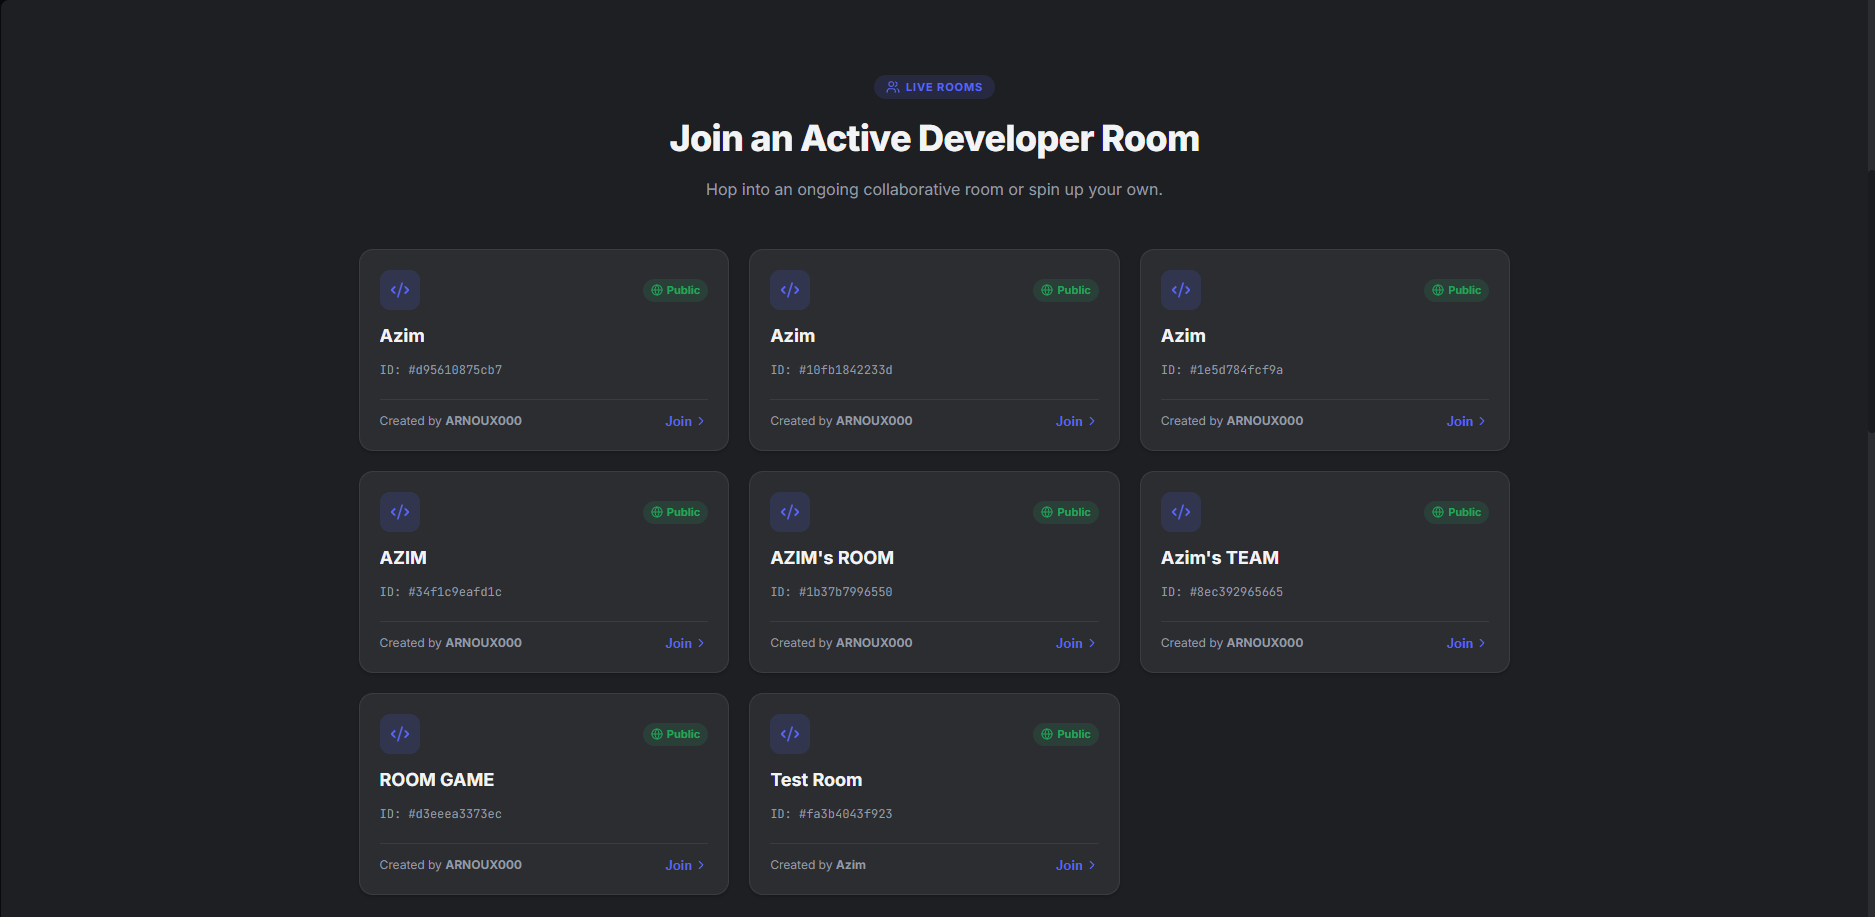 LIVE ROOMS
Join an Active Developer Room
Hop into an ongoing collaborative room or spin up your own.
Public
Azim
ID: #d95610875cb7
Created by ARNOUX000
Join
Public
Azim
ID: #10fb1842233d
Created by ARNOUX000
Join
Public
Azim
ID: #1e5d784fcf9a
Created by ARNOUX000
Join
Public
AZIM
ID: #34f1c9eafd1c
Created by ARNOUX000
Join
Public
AZIM's ROOM
ID: #1b37b7996550
Created by ARNOUX000
Join
Public
Azim's TEAM
ID: #8ec392965665
Created by ARNOUX000
Join
Public
ROOM GAME
ID: #d3eeea3373ec
Created by ARNOUX000
Join
Public
Test Room
ID: #fa3b4043f923
Created by Azim
Join